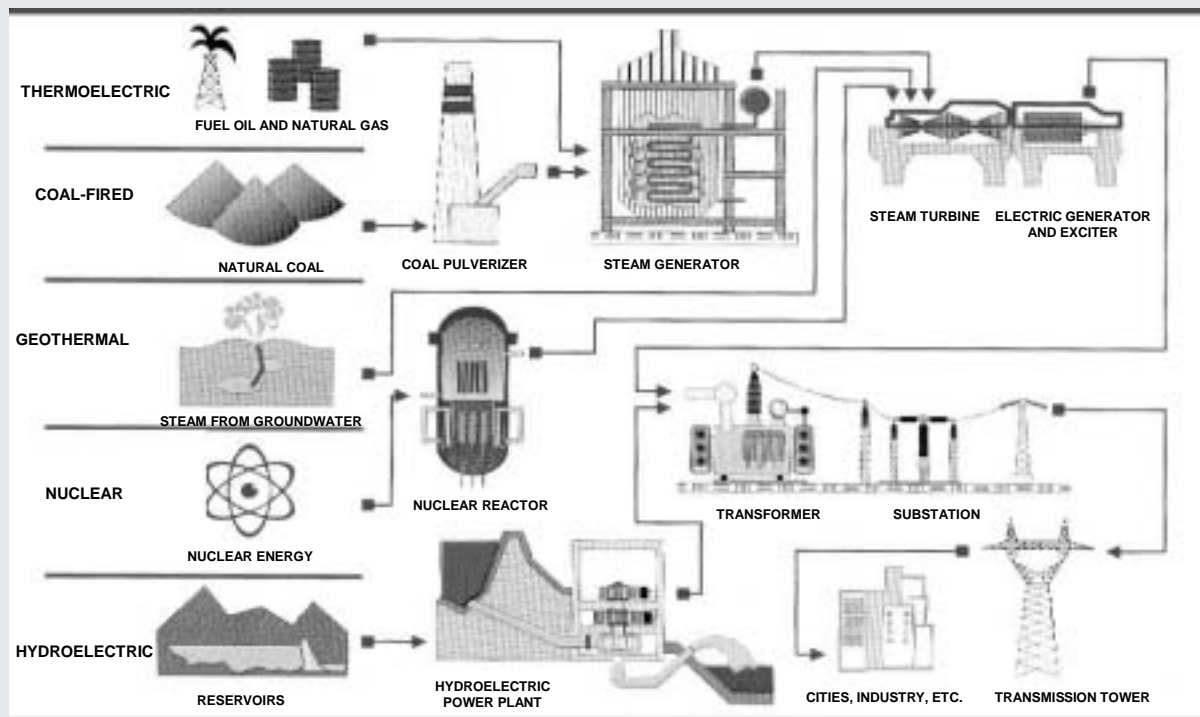 THERMOELECTRIC
FUEL OIL AND NATURAL GAS
COAL-FIRED
NATURAL COAL
COAL PULVERIZER
STEAM GENERATOR
STEAM TURBINE
ELECTRIC GENERATOR
AND EXCITER
GEOTHERMAL
STEAM FROM GROUNDWATER
NUCLEAR
NUCLEAR ENERGY
NUCLEAR REACTOR
TRANSFORMER
SUBSTATION
HYDROELECTRIC
RESERVOIRS
HYDROELECTRIC
POWER PLANT
CITIES, INDUSTRY, ETC.
TRANSMISSION TOWER